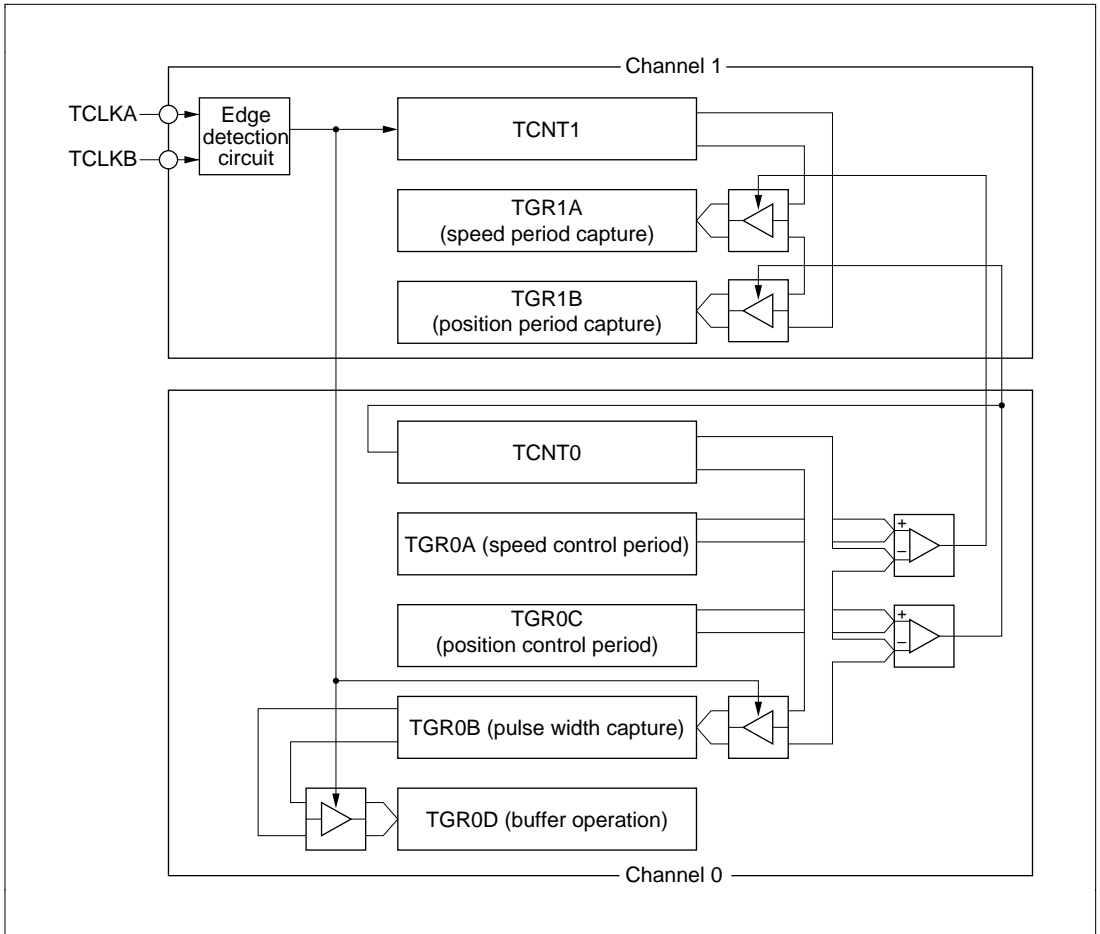 Channel 1
TCLKA
TCLKB
Edge
detection
circuit
TCNT1
TGR1A
(speed period capture)
TGR1B
(position period capture)
TCNT0
TGR0A (speed control period)
+
−
TGR0C
(position control period)
+
−
TGR0B (pulse width capture)
TGR0D (buffer operation)
Channel 0